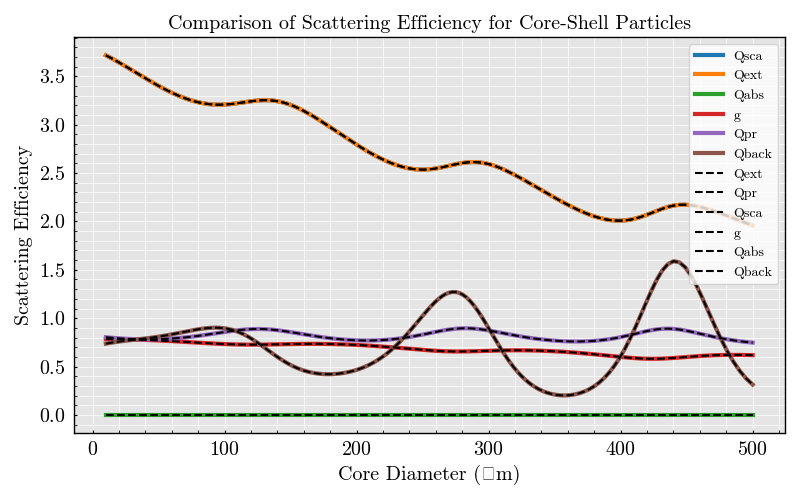 Comparison of Scattering Efficiency for Core-Shell Particles
Scattering Efficiency
3.5
3.0
2.5
2.0
1.5
1.0
0.5
0.0
0
100
200
300
400
500
Core Diameter (□m)
Qsca
Qext
Qabs
g
Qpr
Qback
Qext
Qpr
Qsca
g
Qabs
Qback